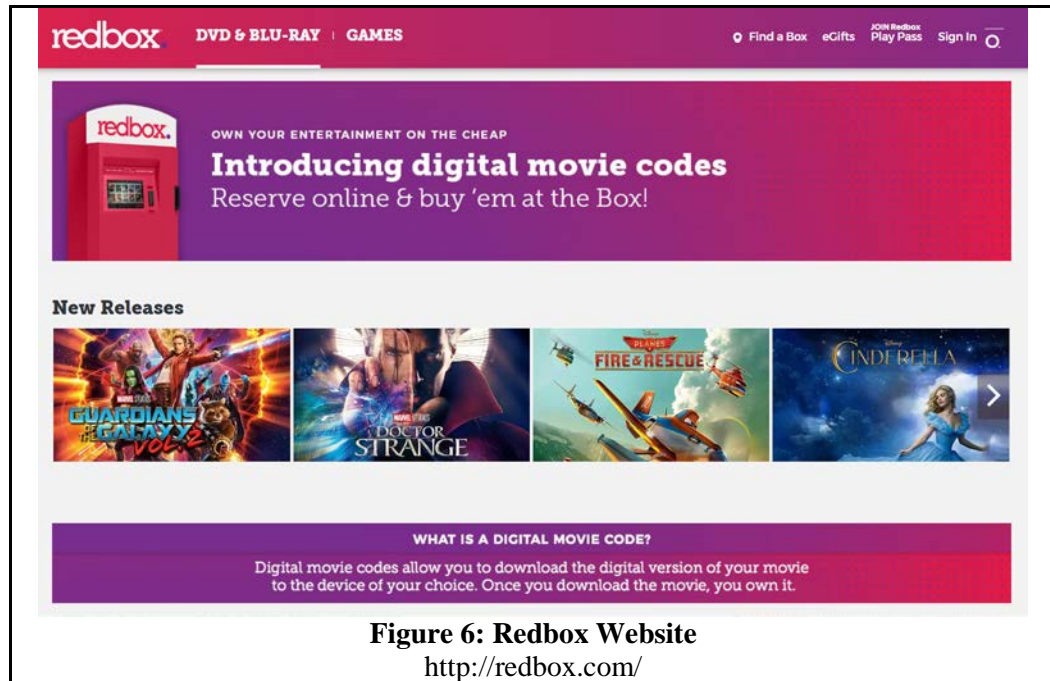 redbox.
DVD & BLU-RAY | GAMES
Find a Box eGifts JOIN Redbox Play Pass Sign In
redbox.
OWN YOUR ENTERTAINMENT ON THE CHEAP
Introducing digital movie codes
Reserve online & buy 'em at the Box!
New Releases
MARVEL STUDIOS
GUARDIANS
OF THE GALAXY
VOL. 2
MARVEL STUDIOS
DOCTOR
STRANGE
Disney
PLANES
FIRE & RESCUE
Disney
CINDERELLA
WHAT IS A DIGITAL MOVIE CODE?
Digital movie codes allow you to download the digital version of your movie
to the device of your choice. Once you download the movie, you own it.
Figure 6: Redbox Website
http://redbox.com/